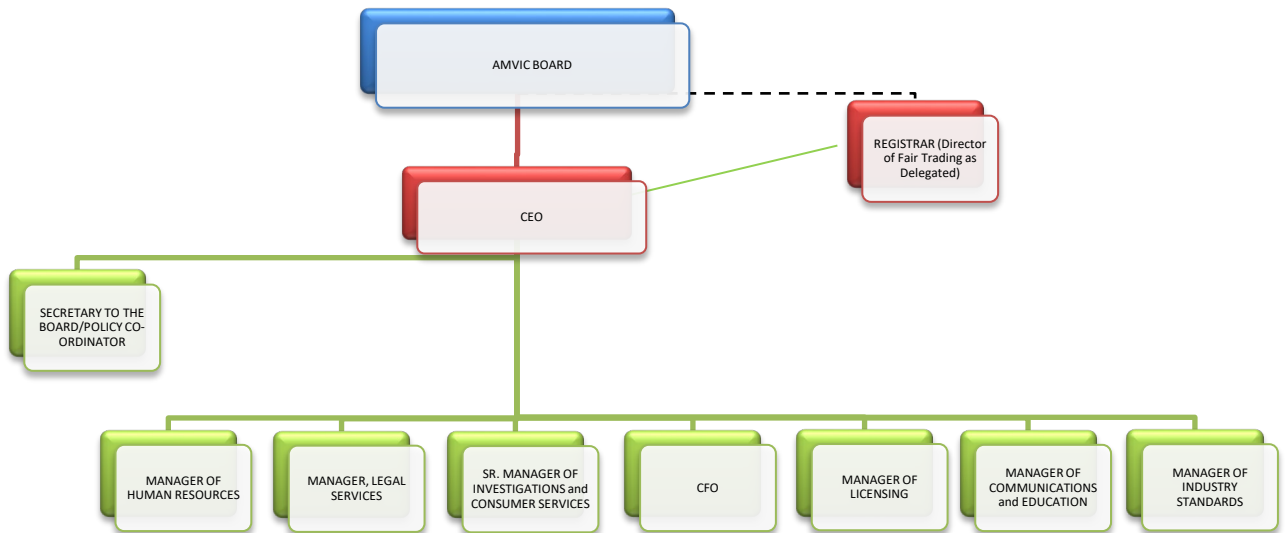 AMVIC BOARD
REGISTRAR (Director
of Fair Trading as
Delegated)
CEO
SECRETARY TO THE
BOARD/POLICY CO-
ORDINATOR
MANAGER OF
HUMAN RESOURCES
MANAGER, LEGAL
SERVICES
SR. MANAGER OF
INVESTIGATIONS and
CONSUMER SERVICES
CFO
MANAGER OF
LICENSING
MANAGER OF
COMMUNICATIONS
and EDUCATION
MANAGER OF
INDUSTRY
STANDARDS